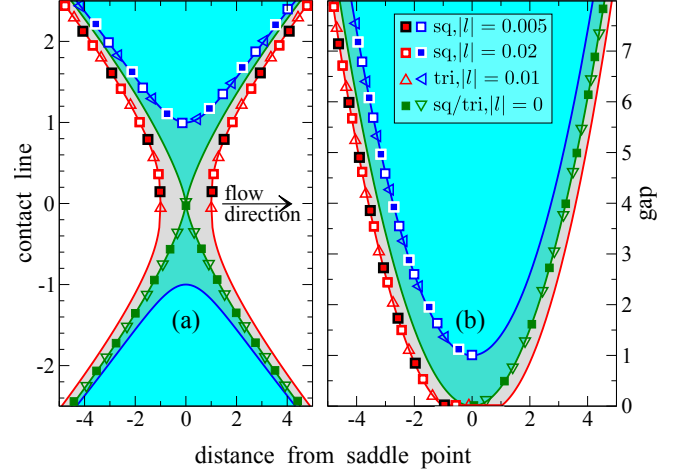 2
1
0
-1
-2
contact line
-4
-2
0
2
4
(a)
flow
direction
sq,|l| = 0.005
sq,|l| = 0.02
tri,|l| = 0.01
sq/tri,|l| = 0
(b)
7
6
5
4
3
2
1
0
gap
-4
-2
0
2
4
distance from saddle point